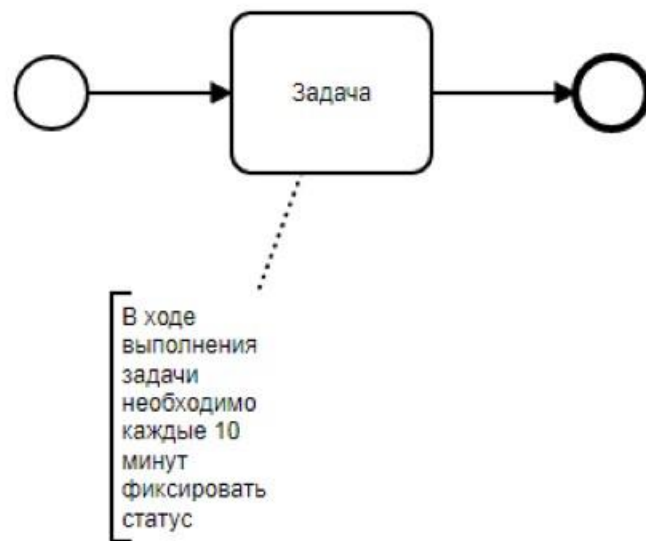 Задача
В ходе
выполнения
задачи
необходимо
каждые 10
минут
фиксировать
статус